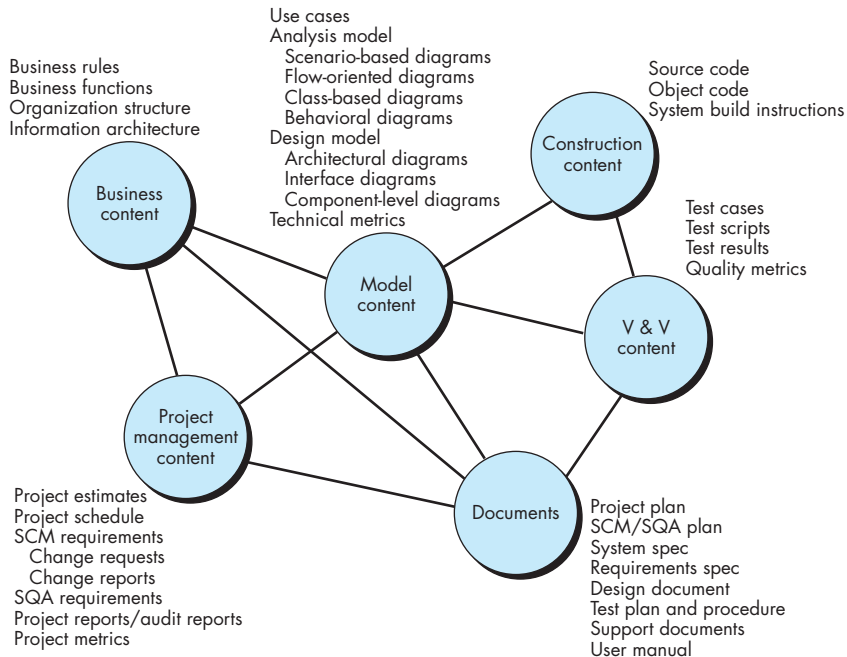 Business rules
Business functions
Organization structure
Information architecture
Business
content
Use cases
Analysis model
Scenario-based diagrams
Flow-oriented diagrams
Class-based diagrams
Behavioral diagrams
Design model
Architectural diagrams
Interface diagrams
Component-level diagrams
Technical metrics
Model
content
Source code
Object code
System build instructions
Construction
content
Test cases
Test scripts
Test results
Quality metrics
V & V
content
Project
management
content
Project estimates
Project schedule
SCM requirements
Change requests
Change reports
SQA requirements
Project reports/audit reports
Project metrics
Documents
Project plan
SCM/SQA plan
System spec
Requirements spec
Design document
Test plan and procedure
Support documents
User manual